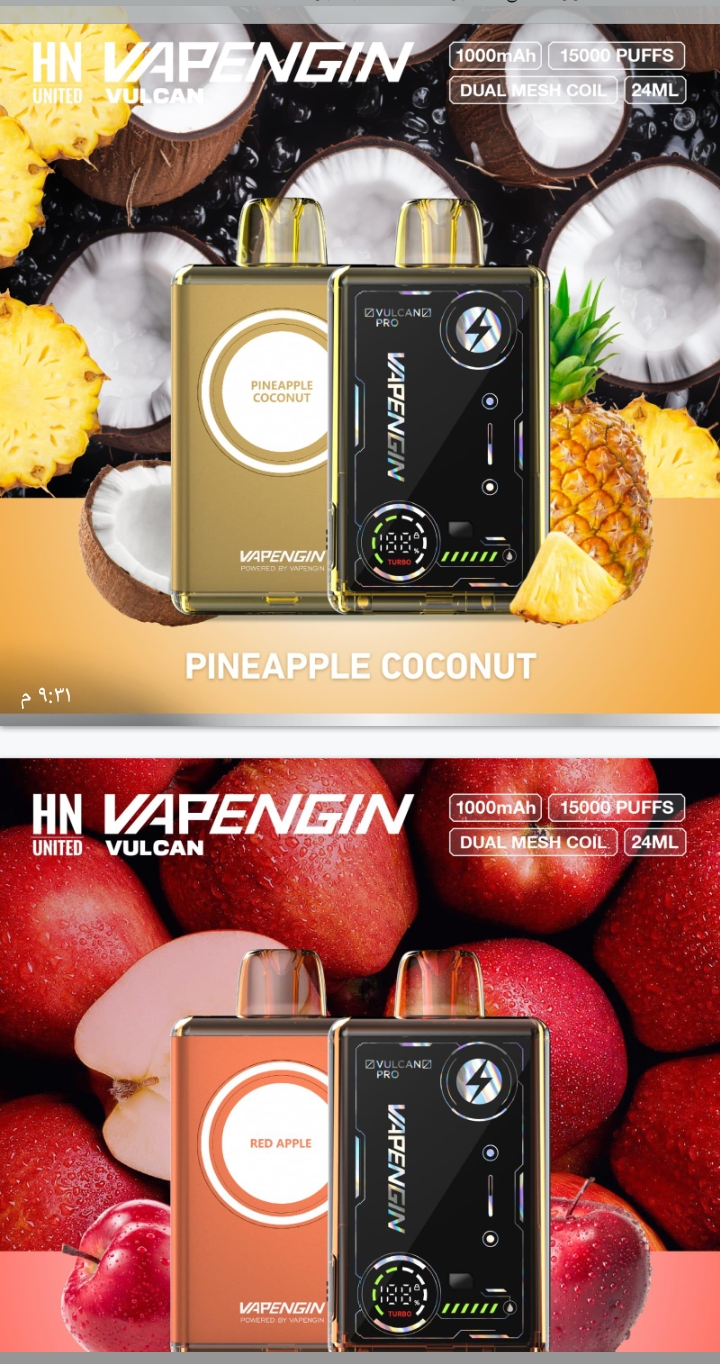 HN
UNITED
VAPENGIN
VULCAN
1000mAh
15000 PUFFS
DUAL MESH COIL
24ML
PINEAPPLE
COCONUT
VAPENGIN
POWERED BY VAPENGIN
VULCAN
PRO
VAPENGIN
188%
TURBO
PINEAPPLE COCONUT
٩:٣١ م
HN
UNITED
VAPENGIN
VULCAN
1000mAh
15000 PUFFS
DUAL MESH COIL
24ML
RED APPLE
VAPENGIN
POWERED BY VAPENGIN
VULCAN
PRO
VAPENGIN
188%
TURBO